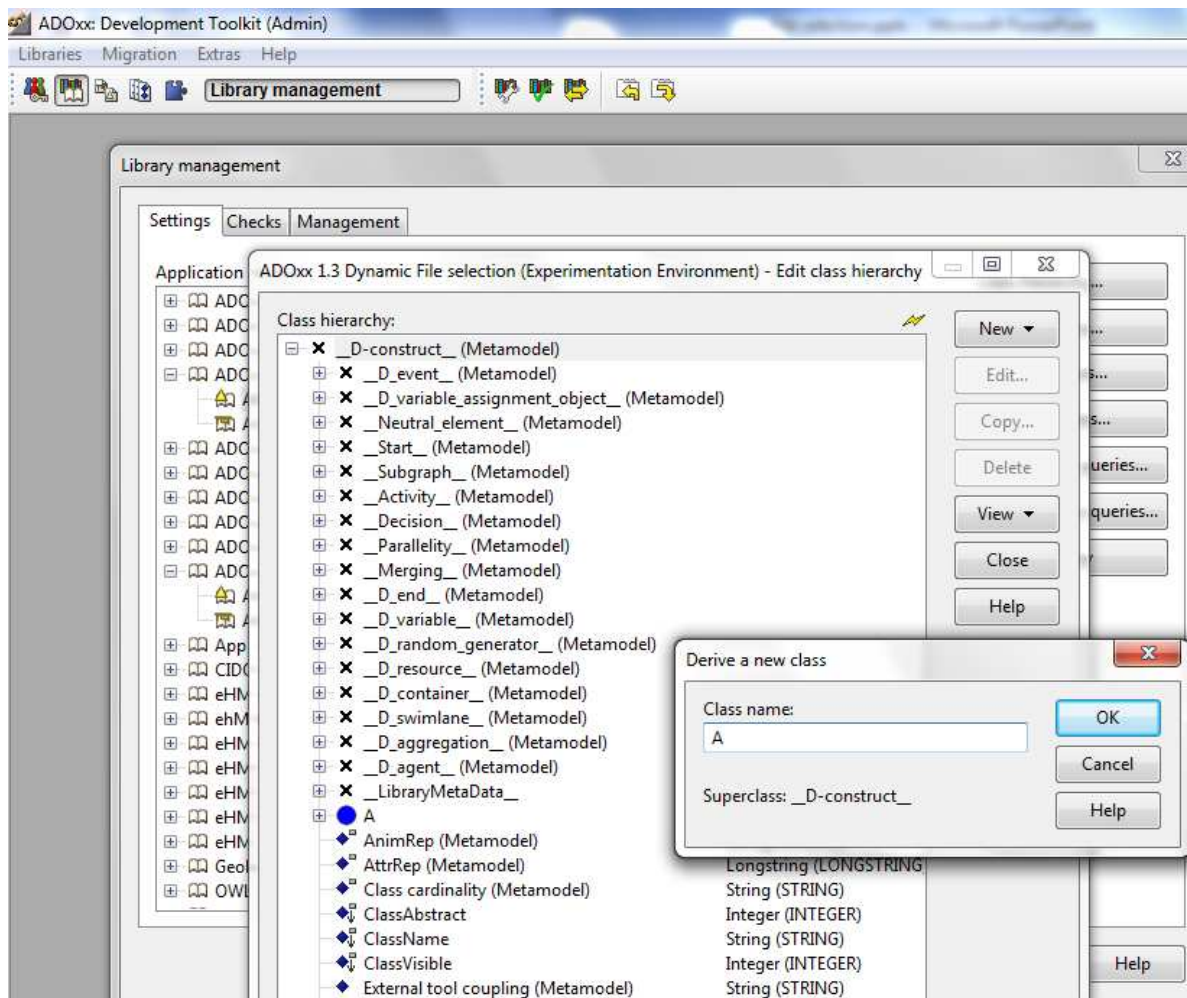 ADOxx: Development Toolkit (Admin)
Libraries Migration Extras Help
Library management
Library management
Settings Checks Management
Application
ADOxx 1.3 Dynamic File selection (Experimentation Environment) - Edit class hierarchy
Class hierarchy:
New
Edit...
Copy...
Delete
View
Close
Help
__D-construct__ (Metamodel)
__D_event__ (Metamodel)
__D_variable_assignment_object__ (Metamodel)
__Neutral_element__ (Metamodel)
__Start__ (Metamodel)
__Subgraph__ (Metamodel)
__Activity__ (Metamodel)
__Decision__ (Metamodel)
__Parallelity__ (Metamodel)
__Merging__ (Metamodel)
__D_end__ (Metamodel)
__D_variable__ (Metamodel)
__D_random_generator__ (Metamodel)
__D_resource__ (Metamodel)
__D_container__ (Metamodel)
__D_swimlane__ (Metamodel)
__D_aggregation__ (Metamodel)
__D_agent__ (Metamodel)
__LibraryMetaData__
A
AnimRep (Metamodel)
AttrRep (Metamodel) Longstring (LONGSTRING
Class cardinality (Metamodel) String (STRING)
ClassAbstract Integer (INTEGER)
ClassName String (STRING)
ClassVisible Integer (INTEGER)
External tool coupling (Metamodel) String (STRING)
ADO
ADO
ADO
ADO
A
A
ADO
ADO
ADO
ADO
ADO
ADO
A
A
App
CIDO
eHM
ehM
eHM
eHM
eHM
eHM
eHM
Geol
OWL
...
...
s...
s...
ueries...
queries...
Help
Derive a new class
Class name:
A
Superclass: __D-construct__
OK
Cancel
Help